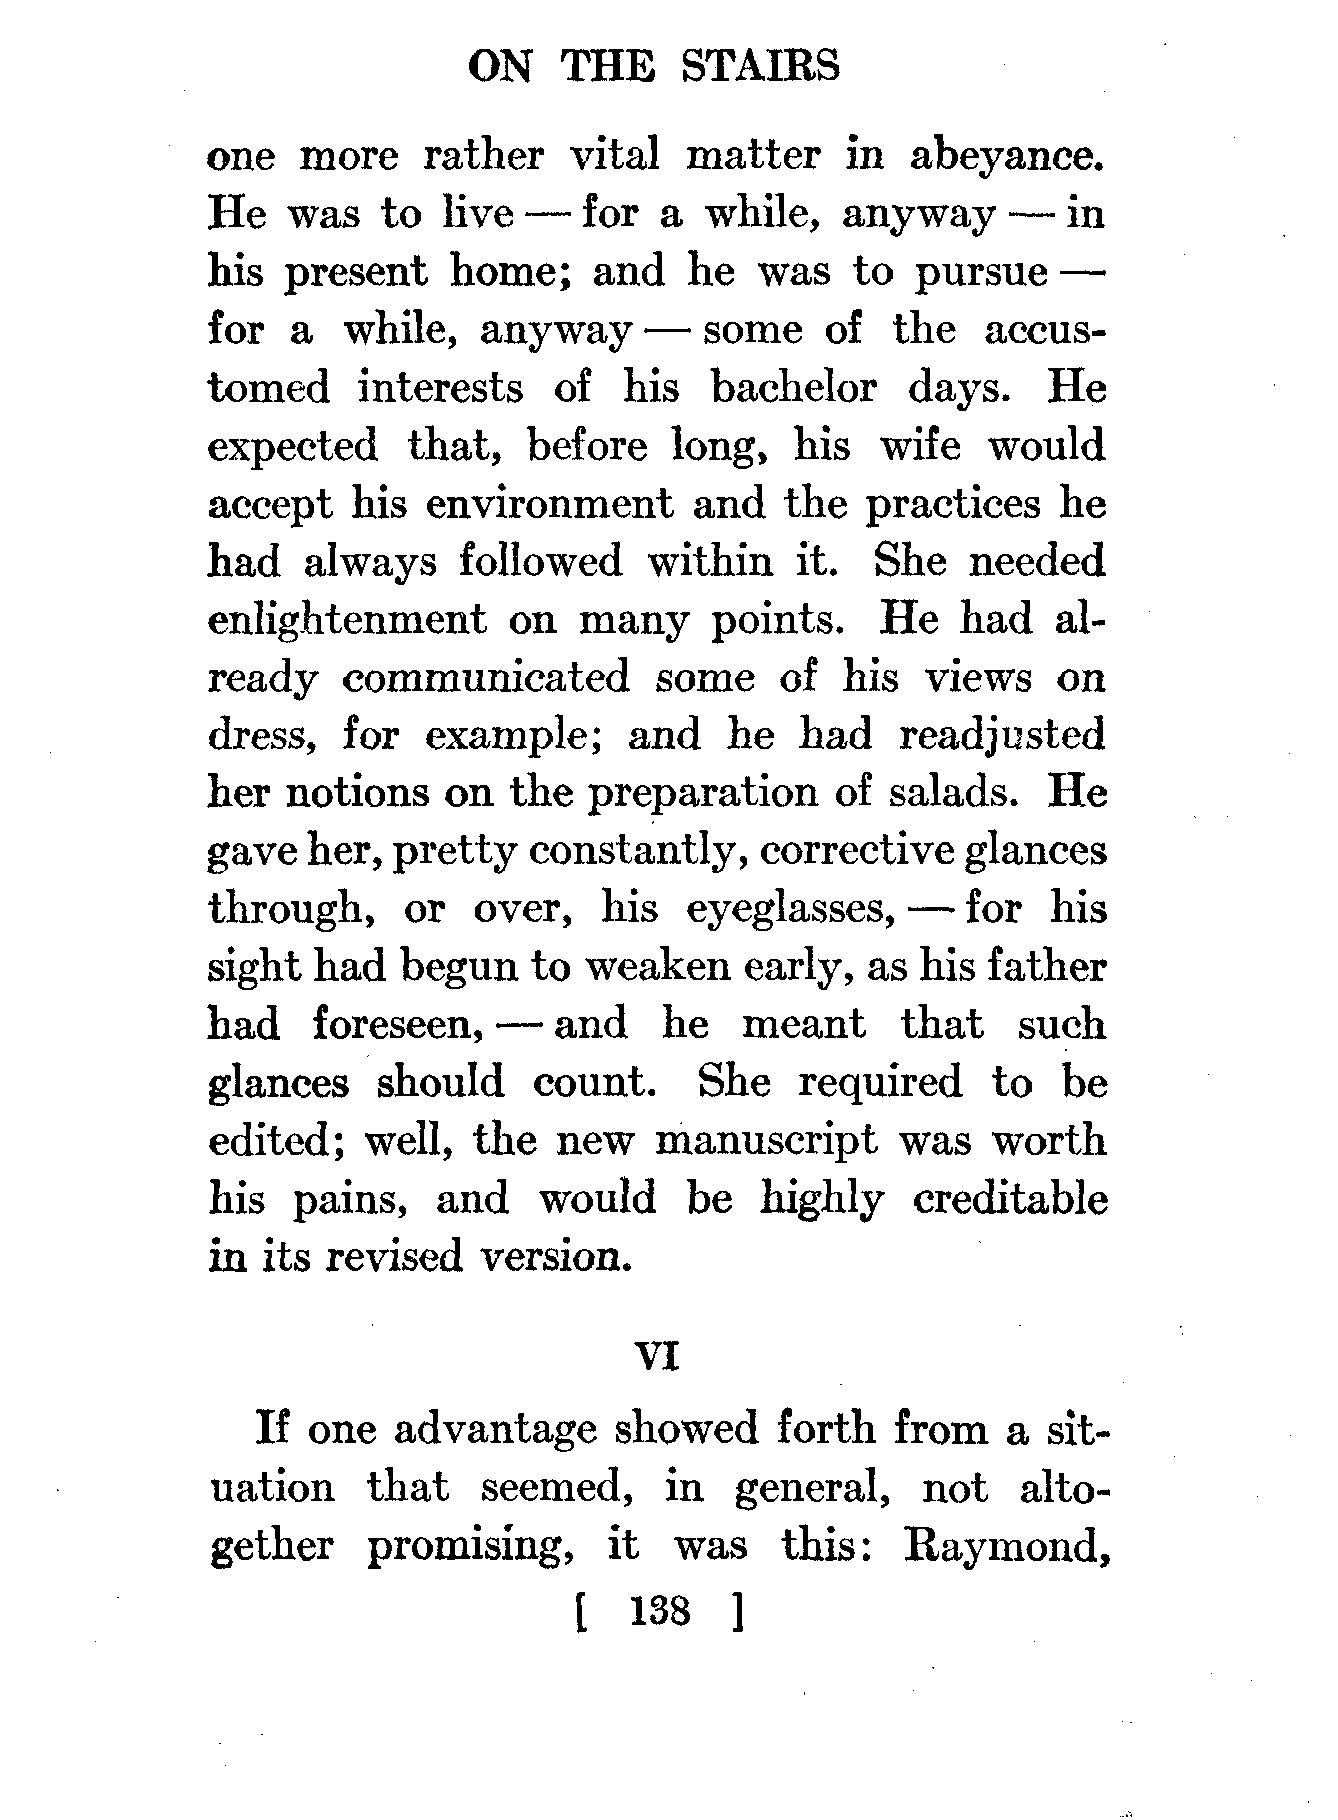 ON THE STAIRS
one more rather vital matter in abeyance.
He was to live — for a while, anyway — in
his present home; and he was to pursue —
for a while, anyway — some of the accus-
tomed interests of his bachelor days. He
expected that, before long, his wife would
accept his environment and the practices he
had always followed within it. She needed
enlightenment on many points. He had al-
ready communicated some of his views on
dress, for example; and he had readjusted
her notions on the preparation of salads. He
gave her, pretty constantly, corrective glances
through, or over, his eyeglasses, — for his
sight had begun to weaken early, as his father
had foreseen, — and he meant that such
glances should count. She required to be
edited; well, the new manuscript was worth
his pains, and would be highly creditable
in its revised version.
VI
If one advantage showed forth from a sit-
uation that seemed, in general, not alto-
gether promising, it was this: Raymond,
[ 138 ]